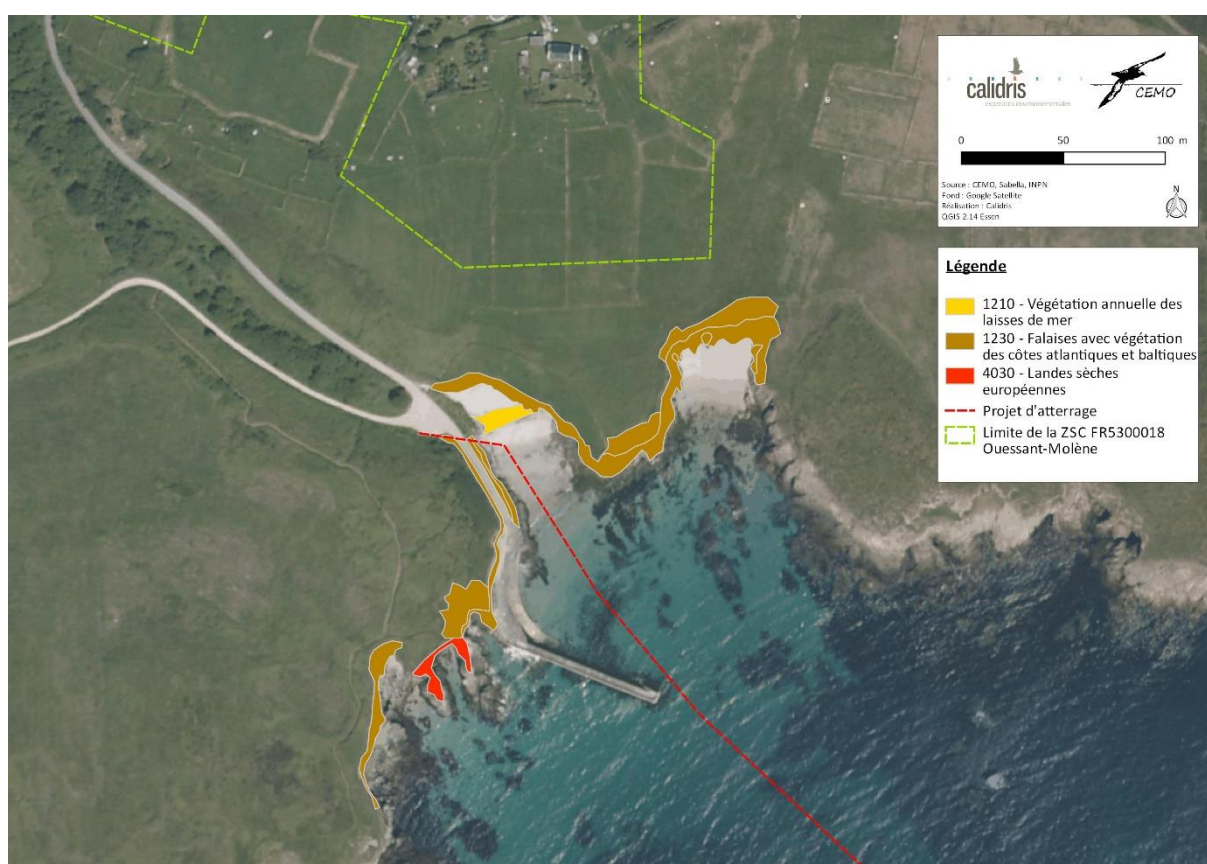 calidris
expertises environnementales
CEMO
0 50 100 m
Source : CEMO, Sabella, INPN
Fond : Google Satellite
Réalisation : Calidris
QGIS 2.14 Essen
N
Légende
1210 - Végétation annuelle des
laisses de mer
1230 - Falaises avec végétation
des côtes atlantiques et baltiques
4030 - Landes sèches
européennes
Projet d'atterrage
Limite de la ZSC FR5300018
Ouessant-Molène